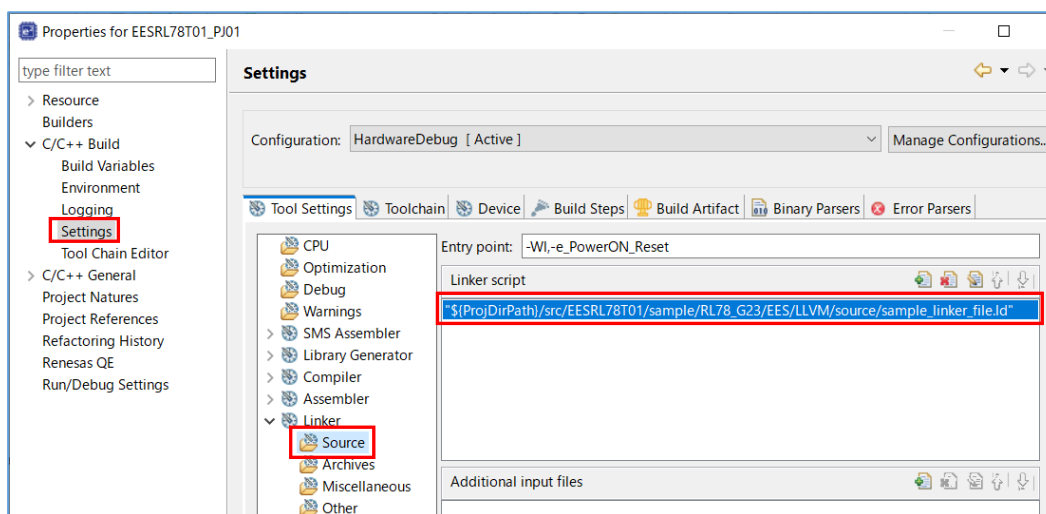 Properties for EESRL78T01_PJ01
type filter text
Resource
Builders
C/C++ Build
Build Variables
Environment
Logging
Settings
Tool Chain Editor
C/C++ General
Project Natures
Project References
Refactoring History
Renesas QE
Run/Debug Settings
Settings
Configuration: HardwareDebug [ Active ] Manage Configurations..
Tool Settings Toolchain Device Build Steps Build Artifact Binary Parsers Error Parsers
CPU
Optimization
Debug
Warnings
SMS Assembler
Library Generator
Compiler
Assembler
Linker
Source
Archives
Miscellaneous
Other
Entry point: -Wl,-e_PowerON_Reset
Linker script
"${ProjDirPath}/src/EESRL78T01/sample/RL78_G23/EES/LLVM/source/sample_linker_file.ld"
Additional input files